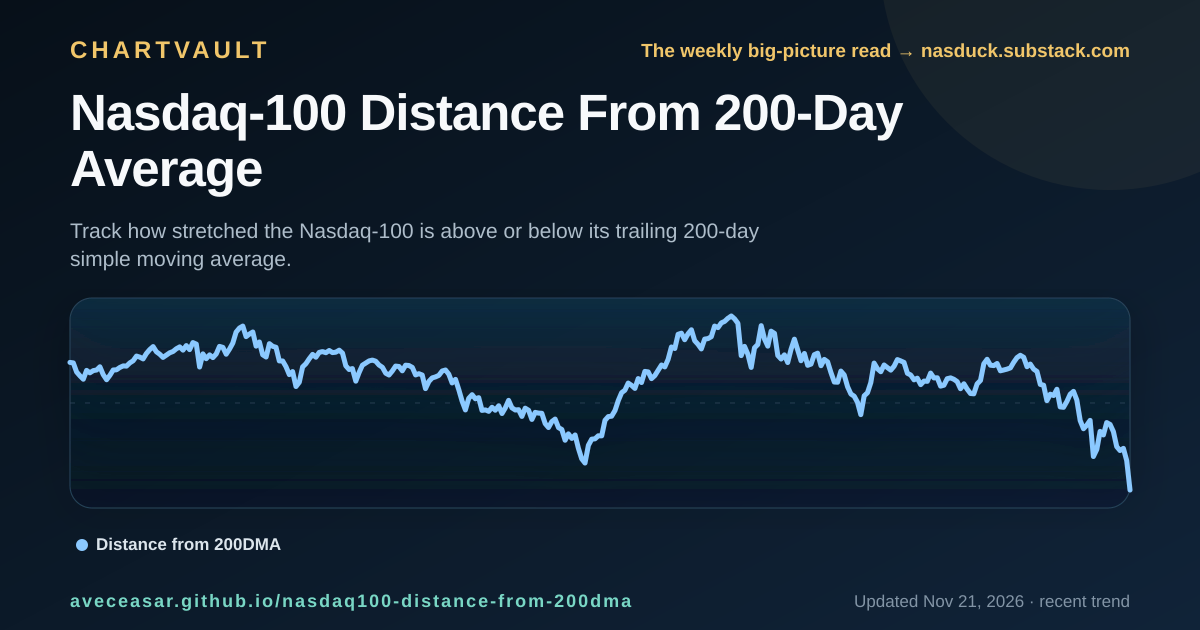 CHARTVAULT
The weekly big-picture read → nasduck.substack.com
Nasdaq-100 Distance From 200-Day
Average
Track how stretched the Nasdaq-100 is above or below its trailing 200-day
simple moving average.
Distance from 200DMA
aveceasar.github.io/nasdaq100-distance-from-200dma
Updated Nov 21, 2026 · recent trend